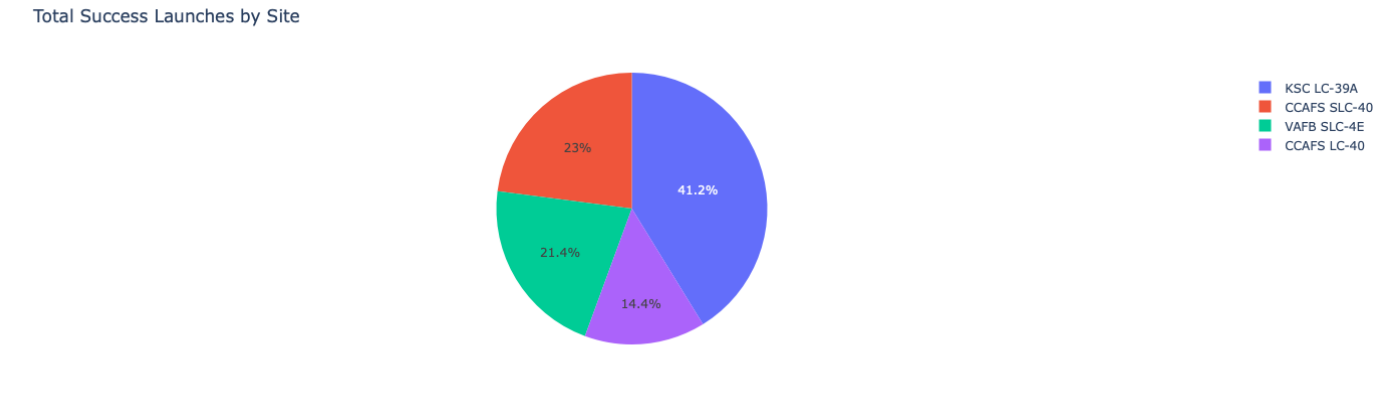 Total Success Launches by Site
KSC LC-39A
CCAFS SLC-40
VAFB SLC-4E
CCAFS LC-40
23%
41.2%
21.4%
14.4%